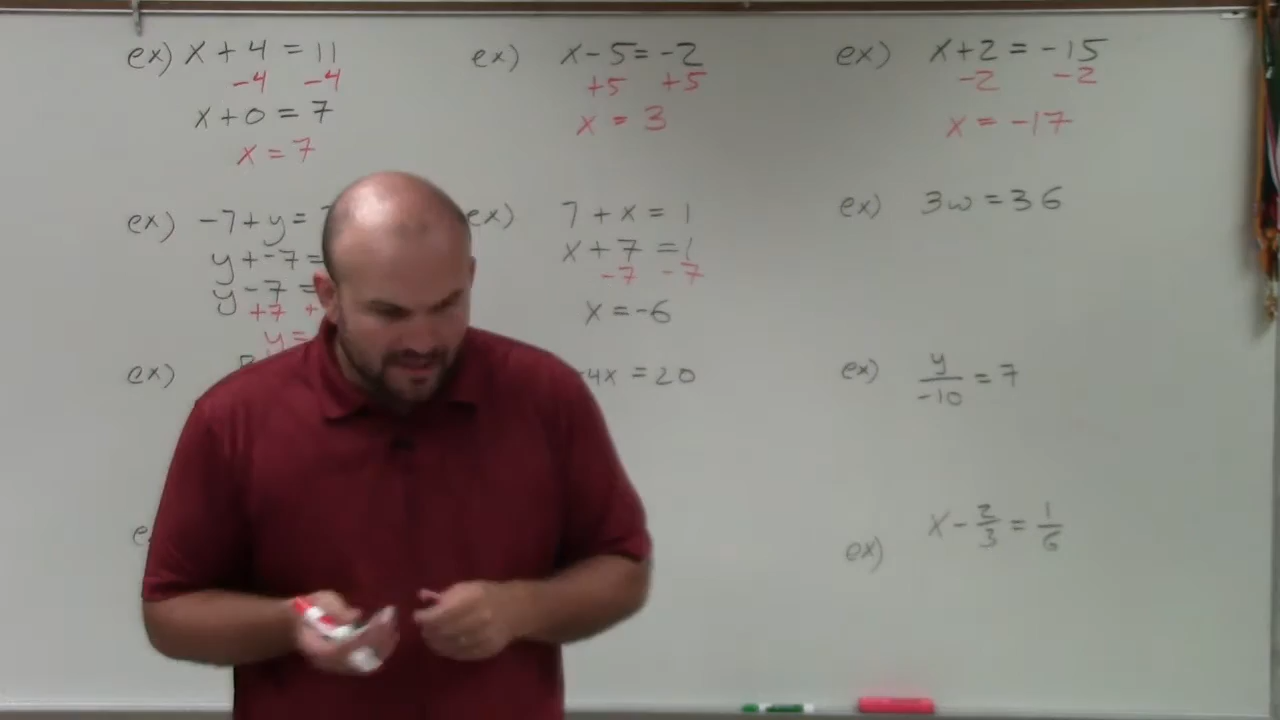 ex) x + 4 = 11
-4 -4
x + 0 = 7
x = 7
ex) x - 5 = -2
+5 +5
x = 3
ex) x + 2 = -15
-2 -2
x = -17
ex) -7 + y =
y + -7 =
y - 7 =
+7 +
y =
ex) 7 + x = 1
x + 7 = 1
-7 -7
x = -6
ex) 3w = 36
ex)
-4x = 20
ex) y/-10 = 7
ex) x - 2/3 = 1/6